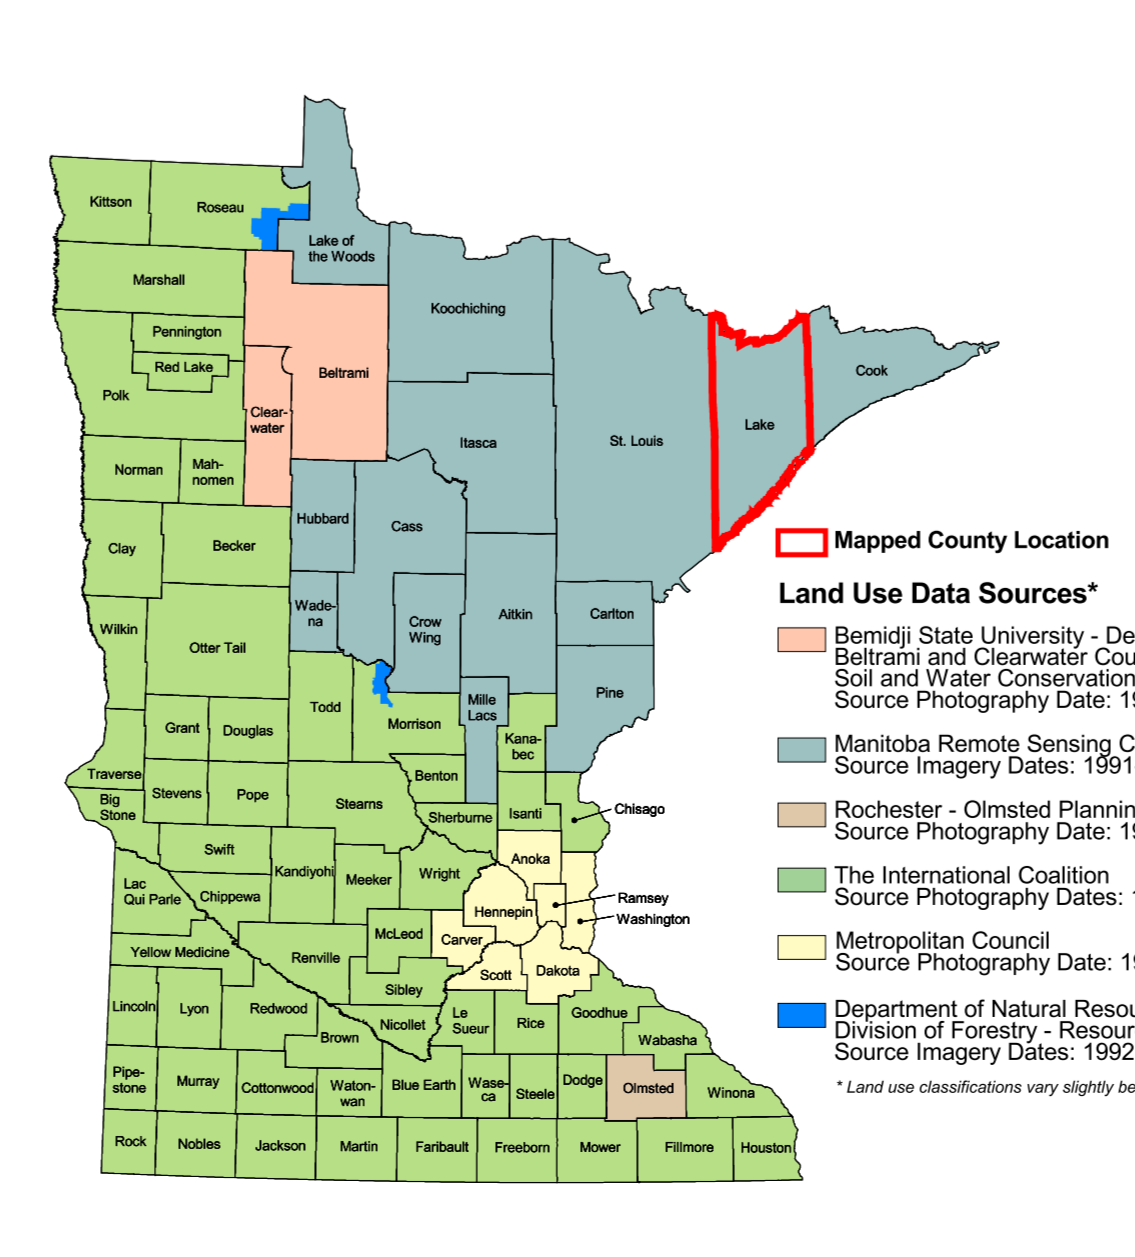 Kittson
Roseau
Lake of
the Woods
Marshall
Koochiching
Pennington
Red Lake
Beltrami
Cook
Polk
Clear-
water
Lake
Itasca
St. Louis
Norman
Mah-
nomen
Hubbard
Cass
Clay
Becker
Mapped County Location
Land Use Data Sources*
Wade-
na
Aitkin
Carlton
Wilkin
Crow
Wing
Otter Tail
Bemidji State University - De
Beltrami and Clearwater Cou
Soil and Water Conservation
Source Photography Date: 19
Pine
Mille
Lacs
Todd
Morrison
Grant
Douglas
Kana-
bec
Manitoba Remote Sensing C
Source Imagery Dates: 1991
Traverse
Benton
Big
Stone
Stevens
Pope
Stearns
Sherburne
Isanti
Chisago
Rochester - Olmsted Plannin
Source Photography Date: 19
Swift
Anoka
Kandiyohi
Meeker
Wright
The International Coalition
Source Photography Dates: 1
Lac
Qui Parle
Chippewa
Ramsey
Hennepin
Washington
McLeod
Carver
Metropolitan Council
Source Photography Date: 19
Yellow Medicine
Renville
Scott
Dakota
Sibley
Lincoln
Lyon
Redwood
Nicollet
Le
Sueur
Rice
Goodhue
Department of Natural Resou
Division of Forestry - Resour
Source Imagery Dates: 1992
Brown
Wabasha
Pipe-
stone
Murray
Cottonwood
Waton-
wan
Blue Earth
Wase-
ca
Steele
Dodge
Olmsted
Winona
* Land use classifications vary slightly be
Rock
Nobles
Jackson
Martin
Faribault
Freeborn
Mower
Fillmore
Houston